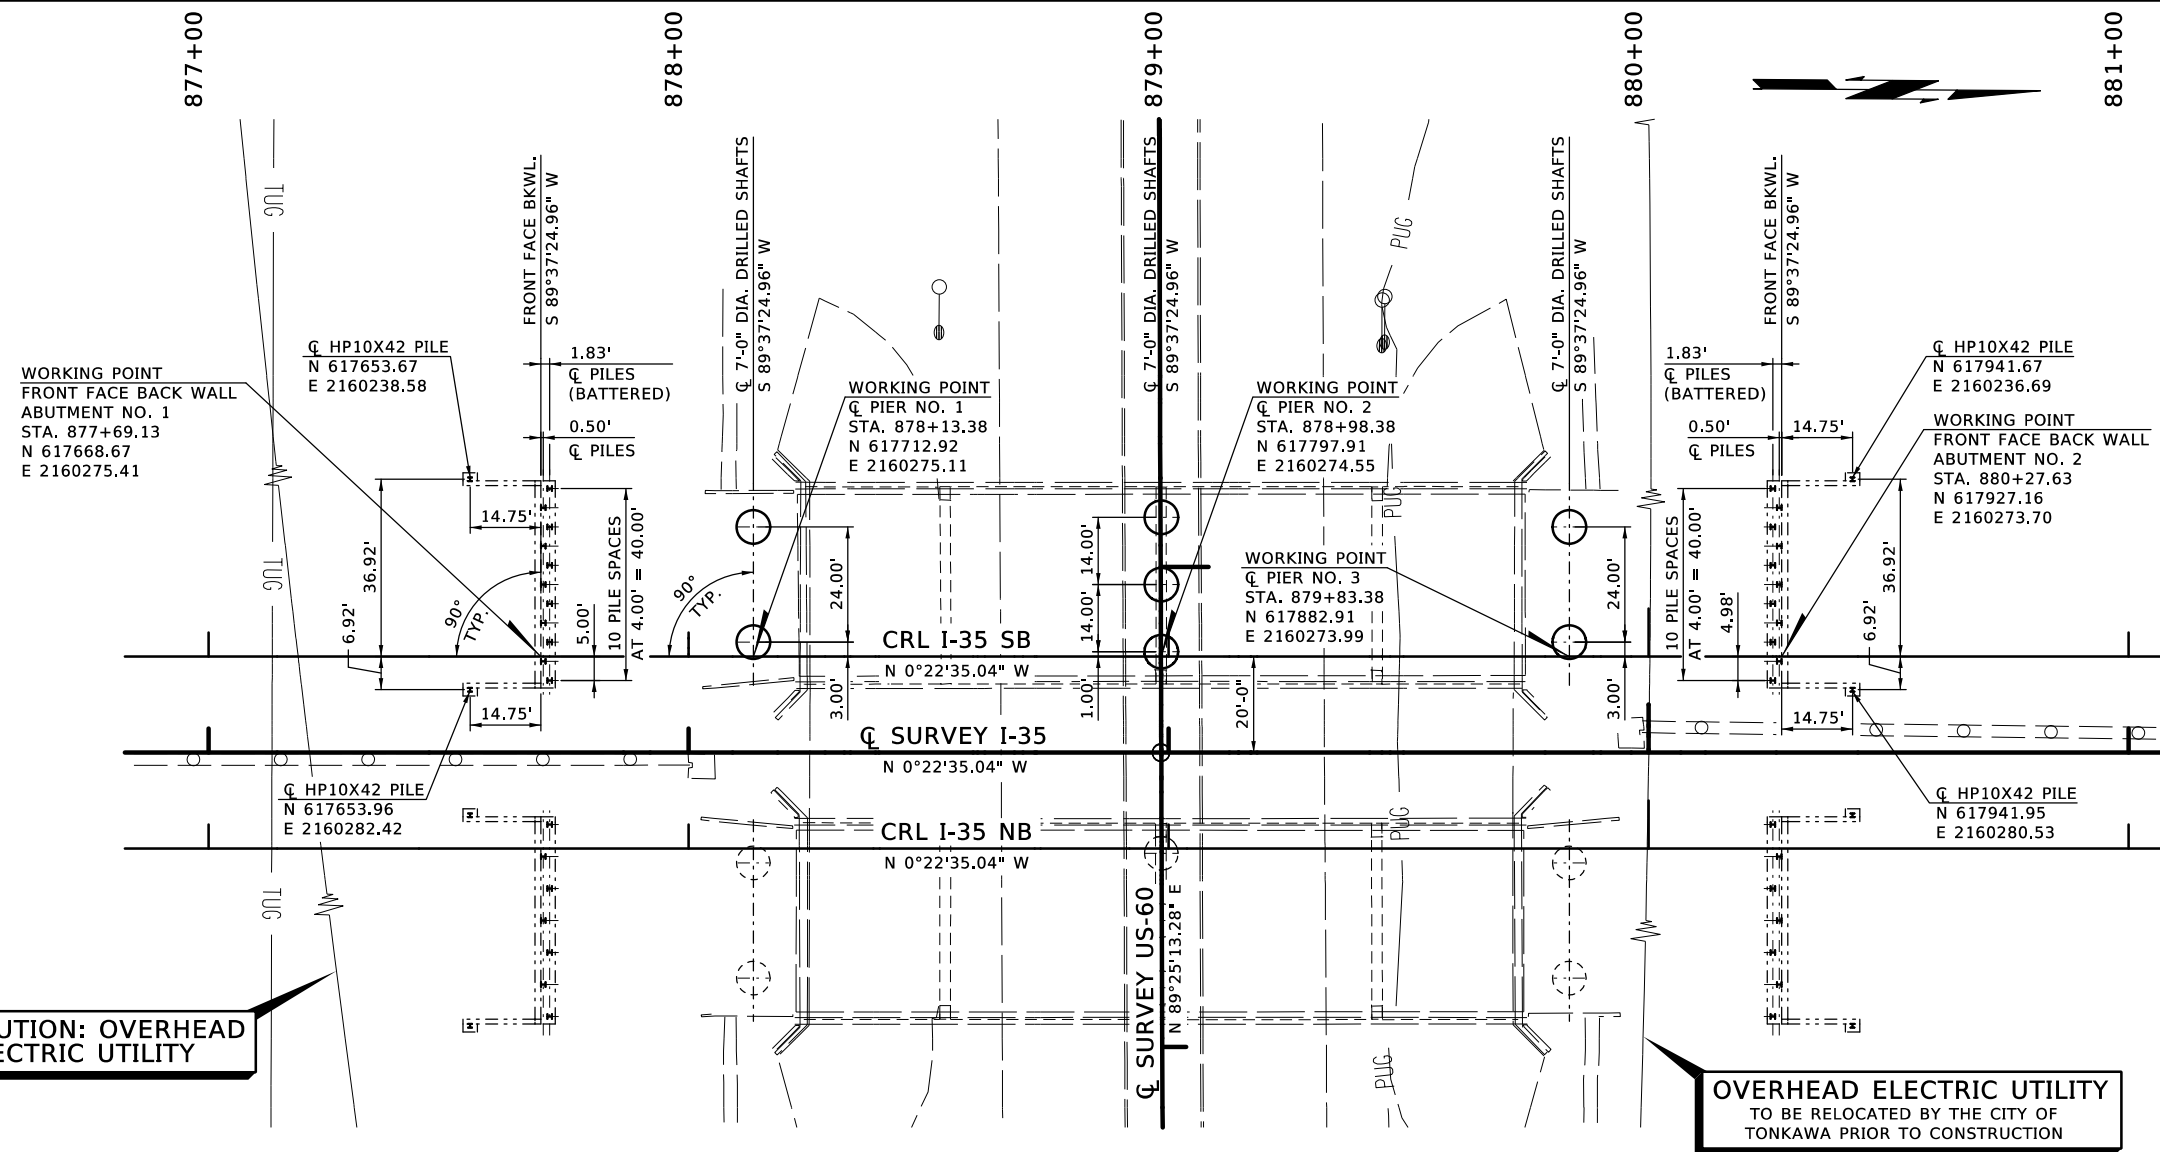 877+00
878+00
879+00
880+00
881+00
TUG
TUG
TUG
FRONT FACE BKWL.
S 89°37'24.96" W
℄ 7'-0" DIA. DRILLED SHAFTS
S 89°37'24.96" W
℄ 7'-0" DIA. DRILLED SHAFTS
S 89°37'24.96" W
℄ 7'-0" DIA. DRILLED SHAFTS
S 89°37'24.96" W
FRONT FACE BKWL.
S 89°37'24.96" W
PUG
PUG
PUG
PUG
WORKING POINT
FRONT FACE BACK WALL
ABUTMENT NO. 1
STA. 877+69.13
N 617668.67
E 2160275.41
℄ HP10X42 PILE
N 617653.67
E 2160238.58
1.83'
℄ PILES
(BATTERED)
0.50'
℄ PILES
WORKING POINT
℄ PIER NO. 1
STA. 878+13.38
N 617712.92
E 2160275.11
WORKING POINT
℄ PIER NO. 2
STA. 878+98.38
N 617797.91
E 2160274.55
WORKING POINT
℄ PIER NO. 3
STA. 879+83.38
N 617882.91
E 2160273.99
1.83'
℄ PILES
(BATTERED)
0.50'
℄ PILES
14.75'
℄ HP10X42 PILE
N 617941.67
E 2160236.69
WORKING POINT
FRONT FACE BACK WALL
ABUTMENT NO. 2
STA. 880+27.63
N 617927.16
E 2160273.70
36.92'
6.92'
14.75'
90°
TYP.
5.00'
10 PILE SPACES
AT 4.00' = 40.00'
90°
TYP.
24.00'
3.00'
14.00'
14.00'
1.00'
20'-0"
24.00'
3.00'
10 PILE SPACES
AT 4.00' = 40.00'
4.98'
36.92'
6.92'
CRL I-35 SB
N 0°22'35.04" W
14.75'
14.75'
℄ SURVEY I-35
N 0°22'35.04" W
℄ HP10X42 PILE
N 617653.96
E 2160282.42
℄ HP10X42 PILE
N 617941.95
E 2160280.53
CRL I-35 NB
N 0°22'35.04" W
℄ SURVEY US-60
N 89°25'13.28" E
UTION: OVERHEAD
ECTRIC UTILITY
OVERHEAD ELECTRIC UTILITY
TO BE RELOCATED BY THE CITY OF
TONKAWA PRIOR TO CONSTRUCTION